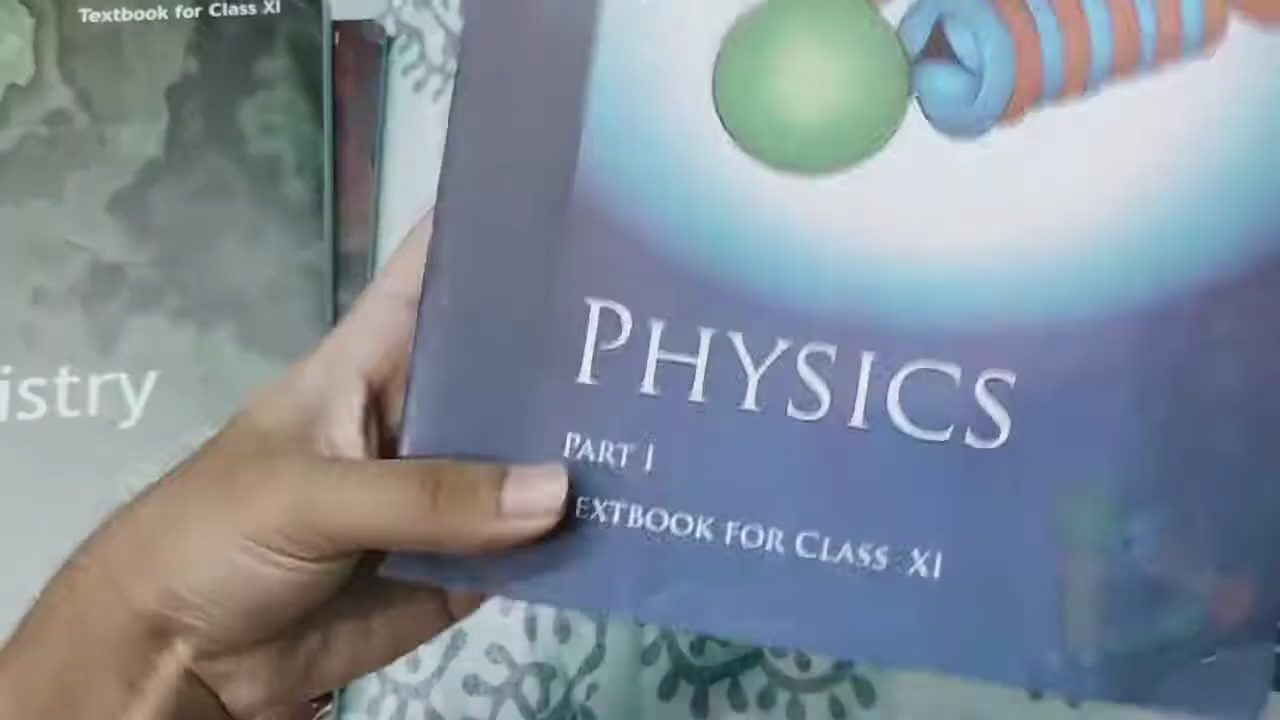 Textbook for Class XI
istry
PHYSICS
PART I
EXTBOOK FOR CLASS XI